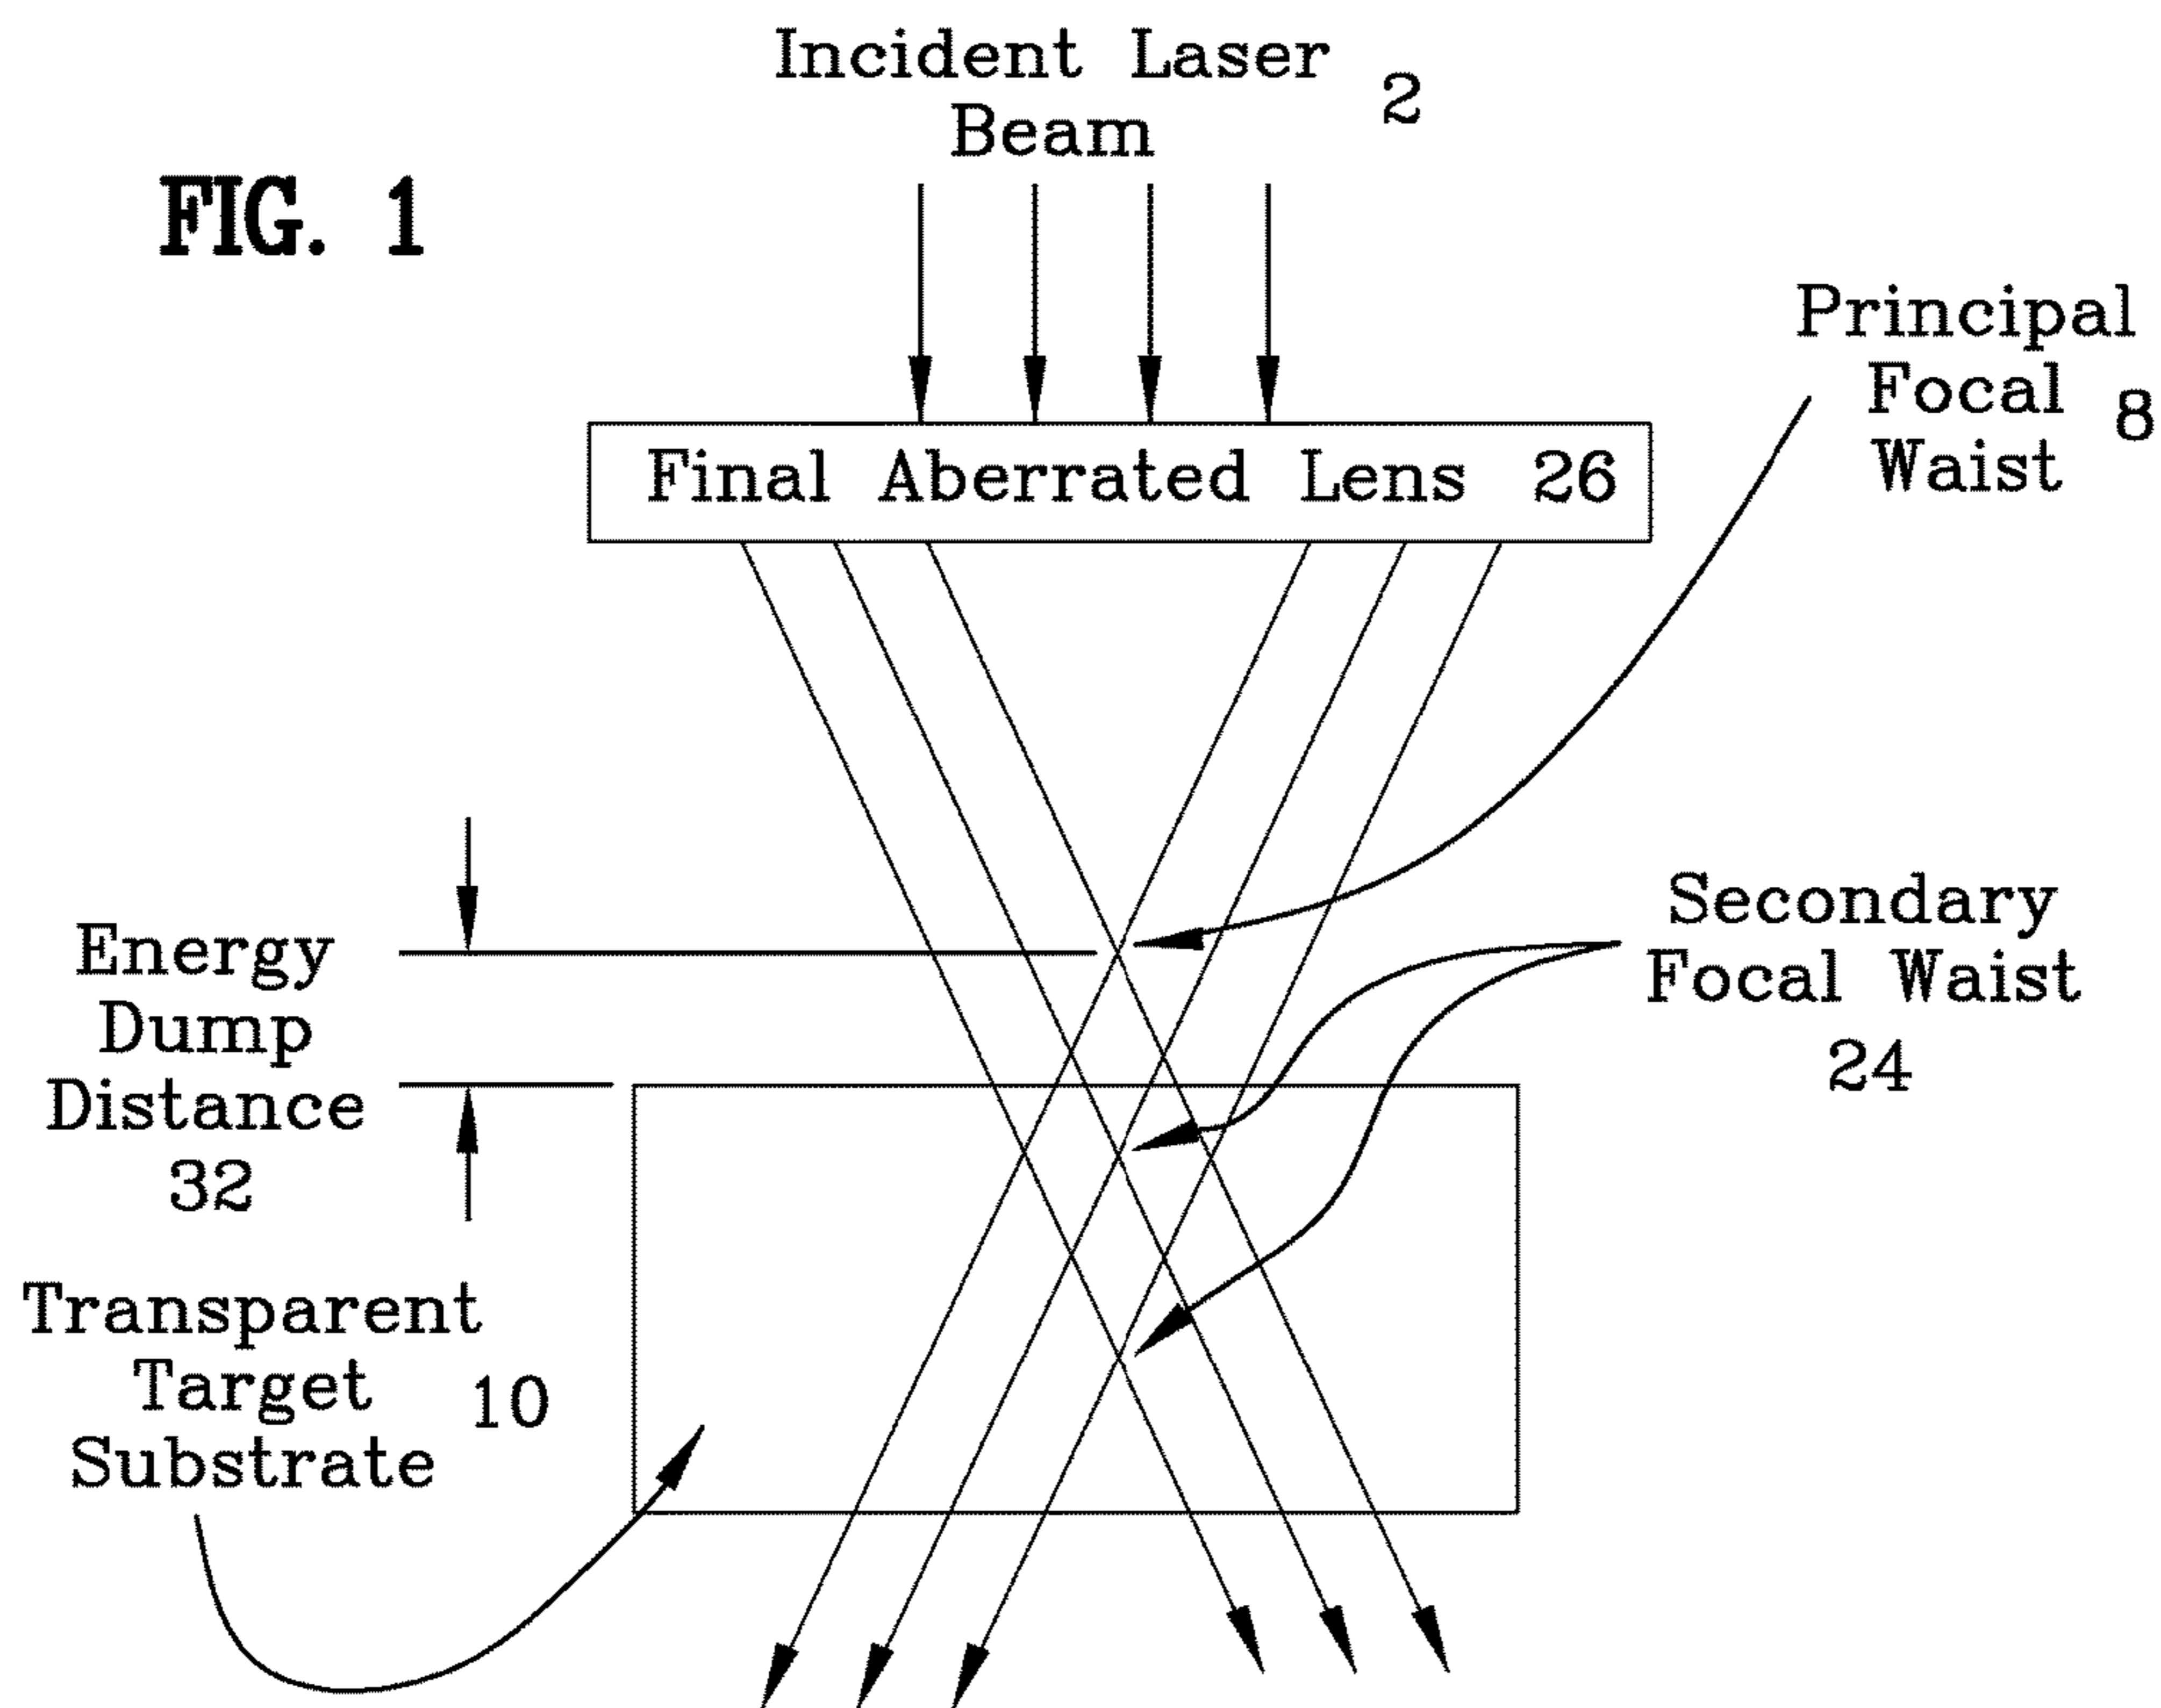 Incident Laser
Beam 2
FIG. 1
Principal
Focal 8
Waist
Final Aberrated Lens 26
Energy
Dump
Distance
32
Secondary
Focal Waist
24
Transparent
Target 10
Substrate